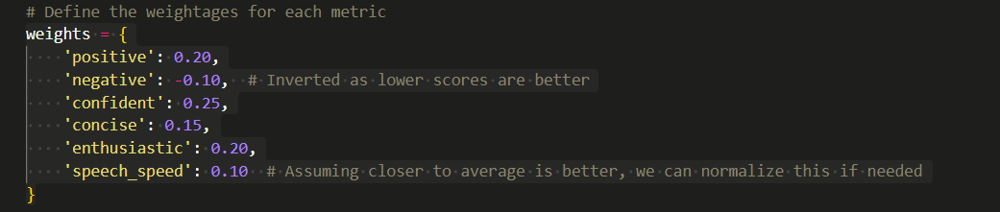 # Define the weightages for each metric
weights = {
    'positive': 0.20,
    'negative': -0.10,  # Inverted as lower scores are better
    'confident': 0.25,
    'concise': 0.15,
    'enthusiastic': 0.20,
    'speech_speed': 0.10  # Assuming closer to average is better, we can normalize this if needed
}